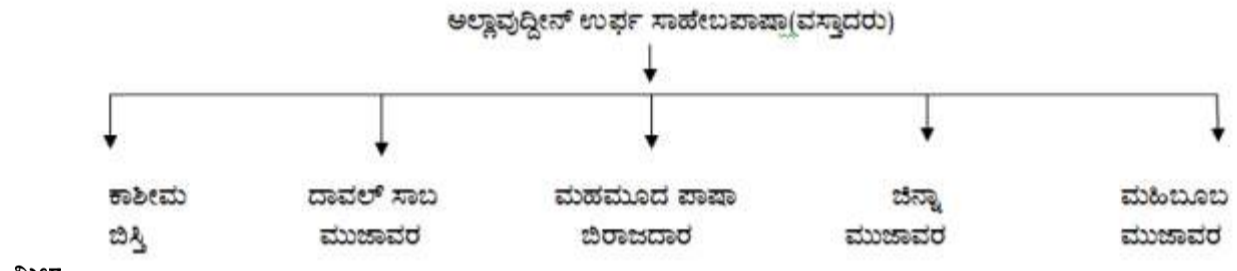 ಅಲ್ಲಾವುದ್ದೀನ್ ಉರ್ಫ ಸಾಹೇಬಪಾಷಾ(ವಸ್ತಾದರು)
ಕಾಶೀಮ ದಾವಲ್ ಸಾಬ ಮಹಮೂದ ಪಾಷಾ ಜಿನ್ನಾ ಮಹಿಬೂಬ
ಬಿಸ್ತಿ ಮುಜಾವರ ಬಿರಾಜದಾರ ಮುಜಾವರ ಮುಜಾವರ